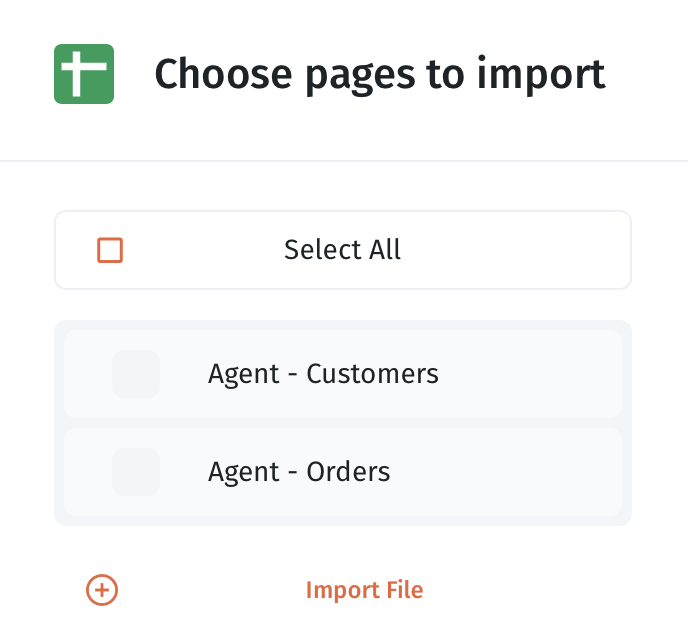 Choose pages to import
Select All
Agent - Customers
Agent - Orders
Import File